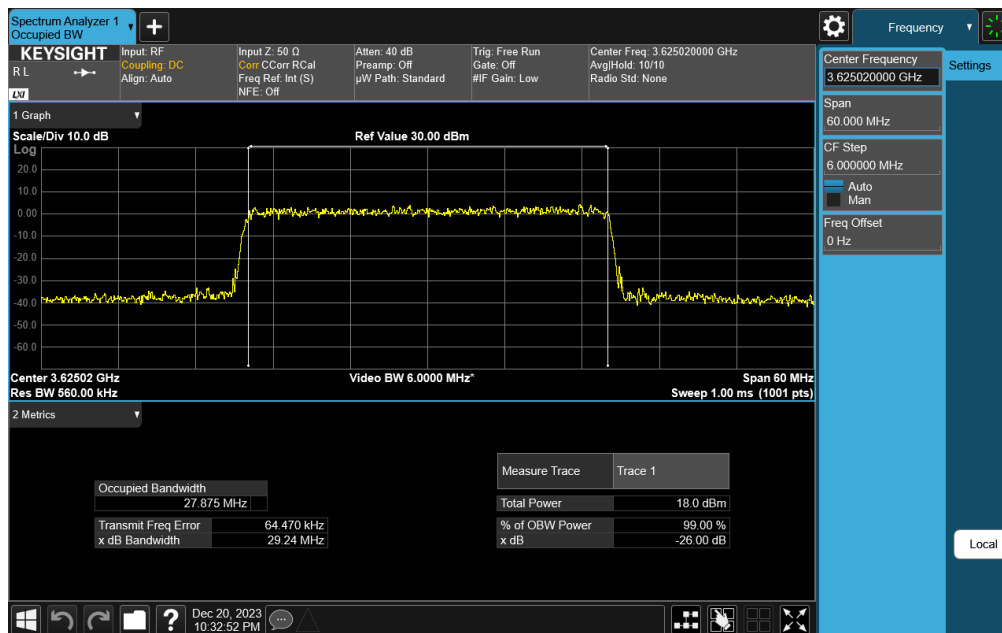 Spectrum Analyzer 1
Occupied BW
Frequency
KEYSIGHT
R L
LXI
Input: RF
Coupling: DC
Align: Auto
Input Z: 50 Ω
Corr CCorr RCal
Freq Ref: Int (S)
NFE: Off
Atten: 40 dB
Preamp: Off
µW Path: Standard
Trig: Free Run
Gate: Off
#IF Gain: Low
Center Freq: 3.625020000 GHz
Avg|Hold: 10/10
Radio Std: None
Center Frequency
3.625020000 GHz
Settings
Span
60.000 MHz
CF Step
6.000000 MHz
Auto
Man
Freq Offset
0 Hz
Local
1 Graph
Scale/Div 10.0 dB
Ref Value 30.00 dBm
Log
20.0
10.0
0.00
-10.0
-20.0
-30.0
-40.0
-50.0
-60.0
Center 3.62502 GHz
Video BW 6.0000 MHz*
Span 60 MHz
Res BW 560.00 kHz
Sweep 1.00 ms (1001 pts)
2 Metrics
Measure Trace Trace 1
Occupied Bandwidth
27.875 MHz
Total Power 18.0 dBm
Transmit Freq Error 64.470 kHz
% of OBW Power 99.00 %
x dB Bandwidth 29.24 MHz
x dB -26.00 dB
?
Dec 20, 2023
10:32:52 PM